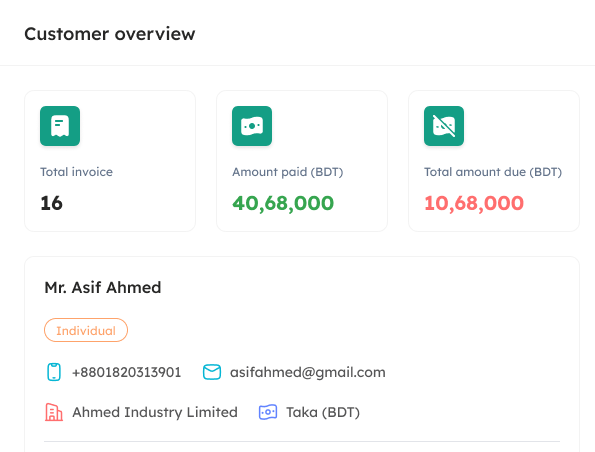 Customer overview
Total invoice
16
Amount paid (BDT)
40,68,000
Total amount due (BDT)
10,68,000
Mr. Asif Ahmed
Individual
+8801820313901 asifahmed@gmail.com
Ahmed Industry Limited Taka (BDT)